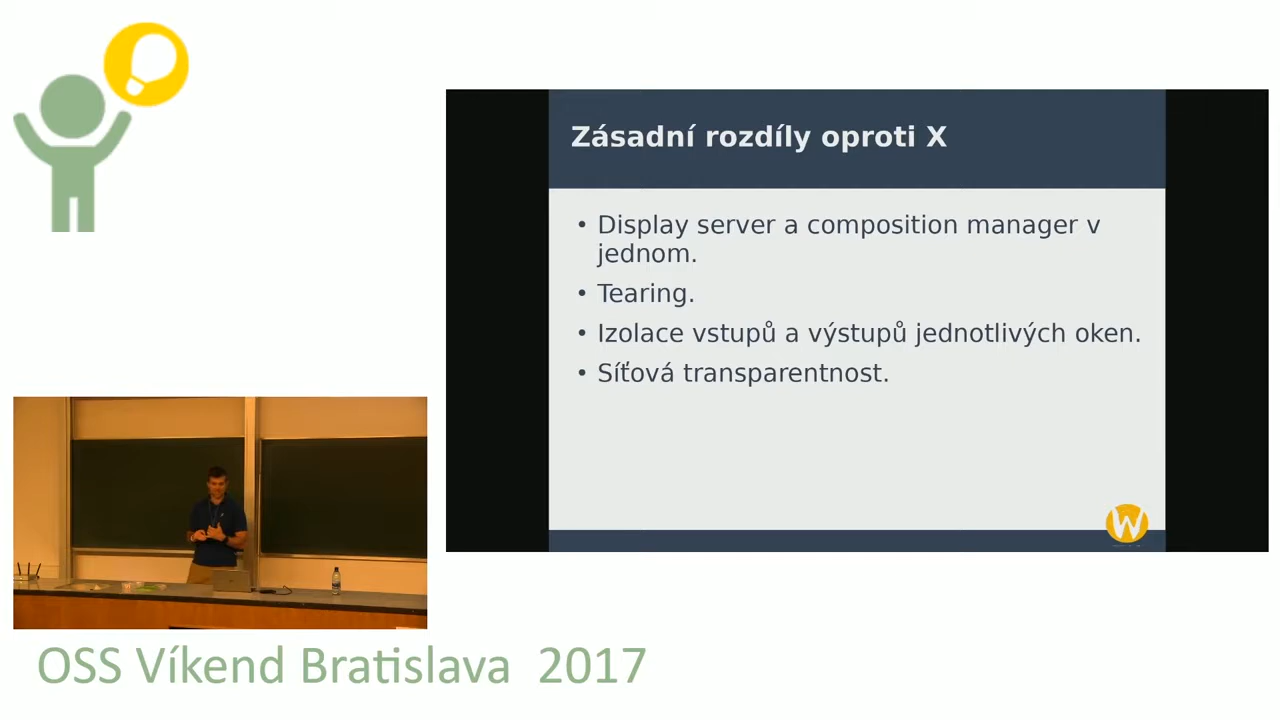 Zásadní rozdíly oproti X
• Display server a composition manager v
jednom.
• Tearing.
• Izolace vstupů a výstupů jednotlivých oken.
• Síťová transparentnost.
W
OSS Víkend Bratislava 2017